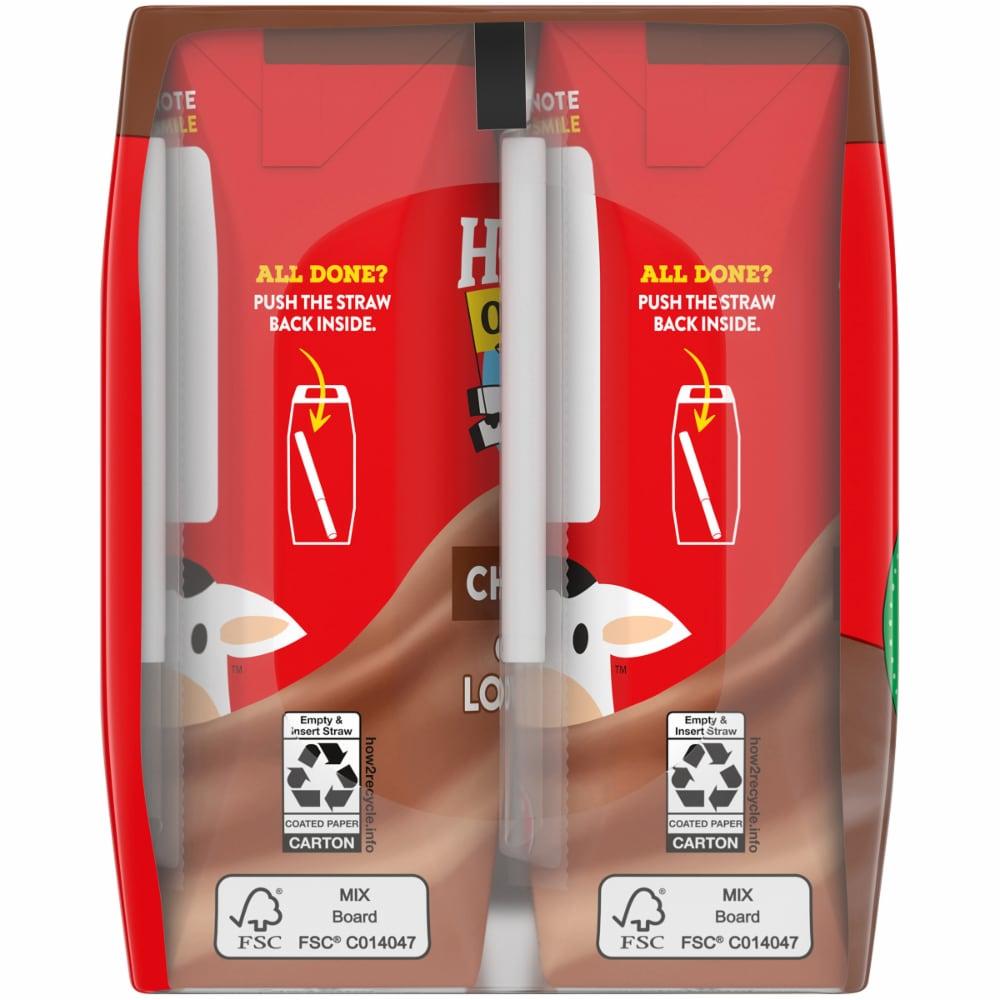 SMILE
ALL DONE?
PUSH THE STRAW
BACK INSIDE.
TM
Empty &
Insert Straw
how2recycle.info
COATED PAPER
CARTON
FSC®
MIX
Board
FSC® C014047
NOTE
SMILE
ALL DONE?
PUSH THE STRAW
BACK INSIDE.
TM
Empty &
Insert Straw
how2recycle.info
COATED PAPER
CARTON
FSC®
MIX
Board
FSC® C014047